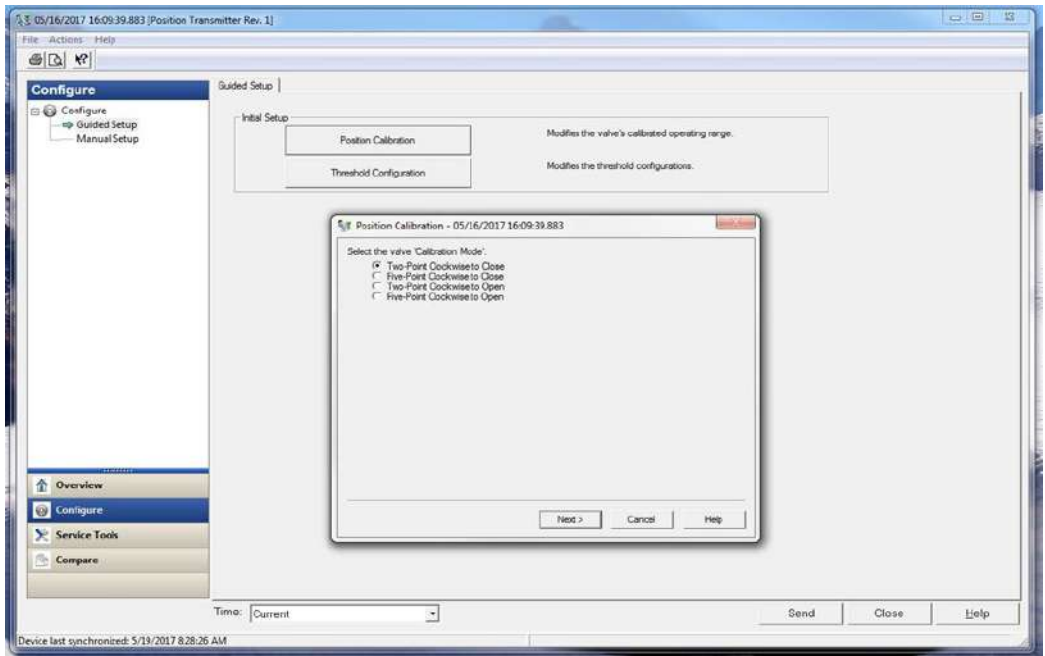 05/16/2017 16:09:39.883 [Position Transmitter Rev. 1]
File Actions Help
Configure
Configure
Guided Setup
Manual Setup
Overview
Configure
Service Tools
Compare
Guided Setup
Initial Setup
Position Calibration
Modifies the valve's calibrated operating range.
Threshold Configuration
Modifies the threshold configurations.
Position Calibration - 05/16/2017 16:09:39.883
Select the valve 'Calibration Mode'.
Two-Point Clockwise to Close
Five-Point Clockwise to Close
Two-Point Clockwise to Open
Five-Point Clockwise to Open
Next > Cancel Help
Time: Current
Send Close Help
Device last synchronized: 5/19/2017 8:28:26 AM